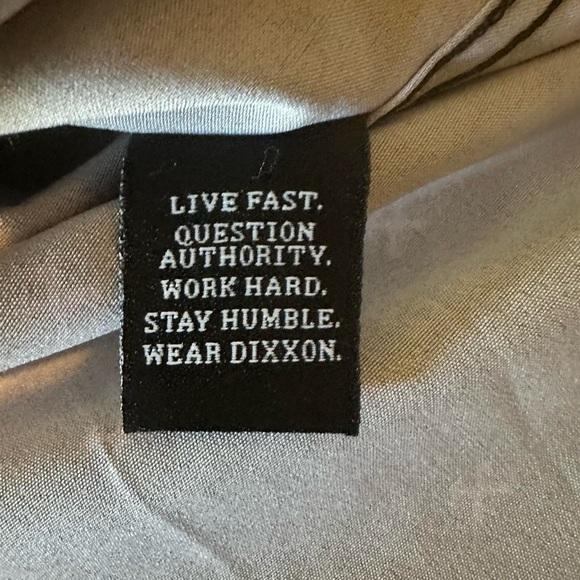 LIVE FAST.
QUESTION
AUTHORITY.
WORK HARD.
STAY HUMBLE.
WEAR DIXXON.